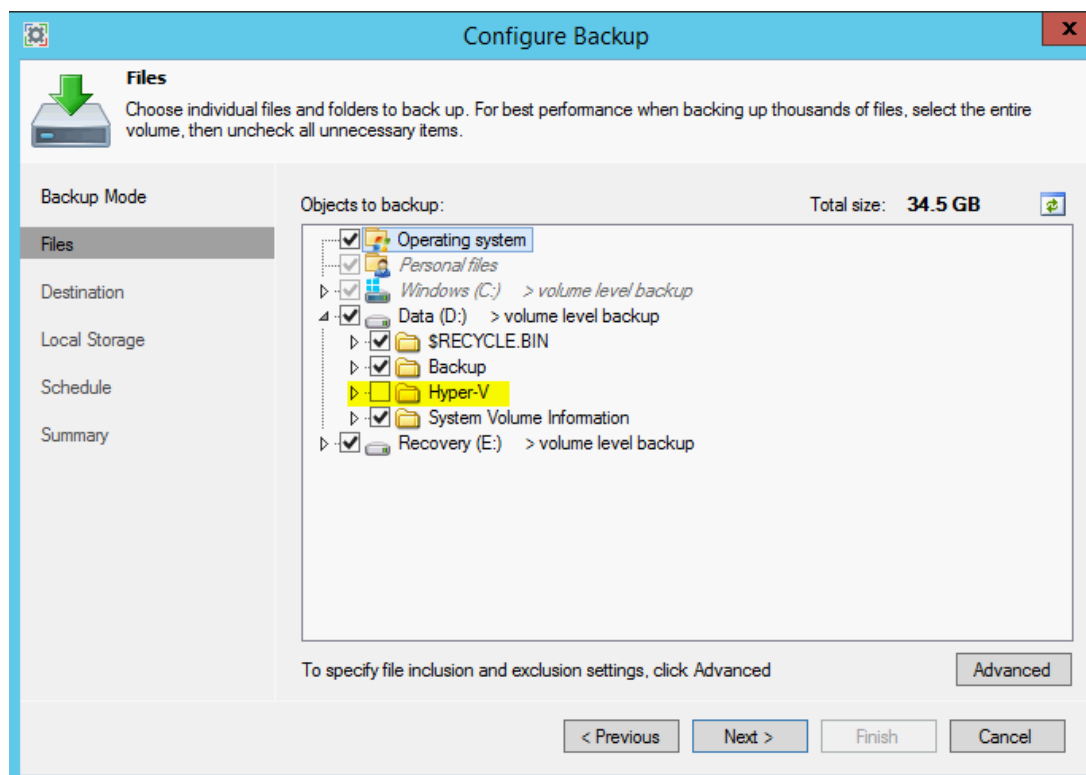 Configure Backup
x
Files
Choose individual files and folders to back up. For best performance when backing up thousands of files, select the entire
volume, then uncheck all unnecessary items.
Backup Mode
Files
Destination
Local Storage
Schedule
Summary
Objects to backup:
Total size: 34.5 GB
Operating system
Personal files
Windows (C:) > volume level backup
Data (D:) > volume level backup
$RECYCLE.BIN
Backup
Hyper-V
System Volume Information
Recovery (E:) > volume level backup
To specify file inclusion and exclusion settings, click Advanced
Advanced
< Previous
Next >
Finish
Cancel